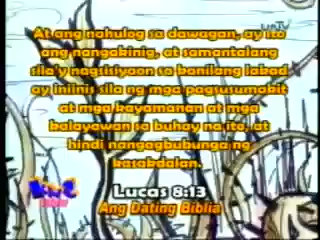 UNTV
At ang nahulog sa dawagan, ay ito
ang nangakinig, at samantalang
sila'y nagsisiyaon sa kanilang lakad
ay iniinis sila ng mga pagsusumakit
at mga kayamanan at mga
kalayawan sa buhay na ito, at
hindi nangagbubunga ng
kasakdalan.
Lucas 8:13
Ang Dating Biblia